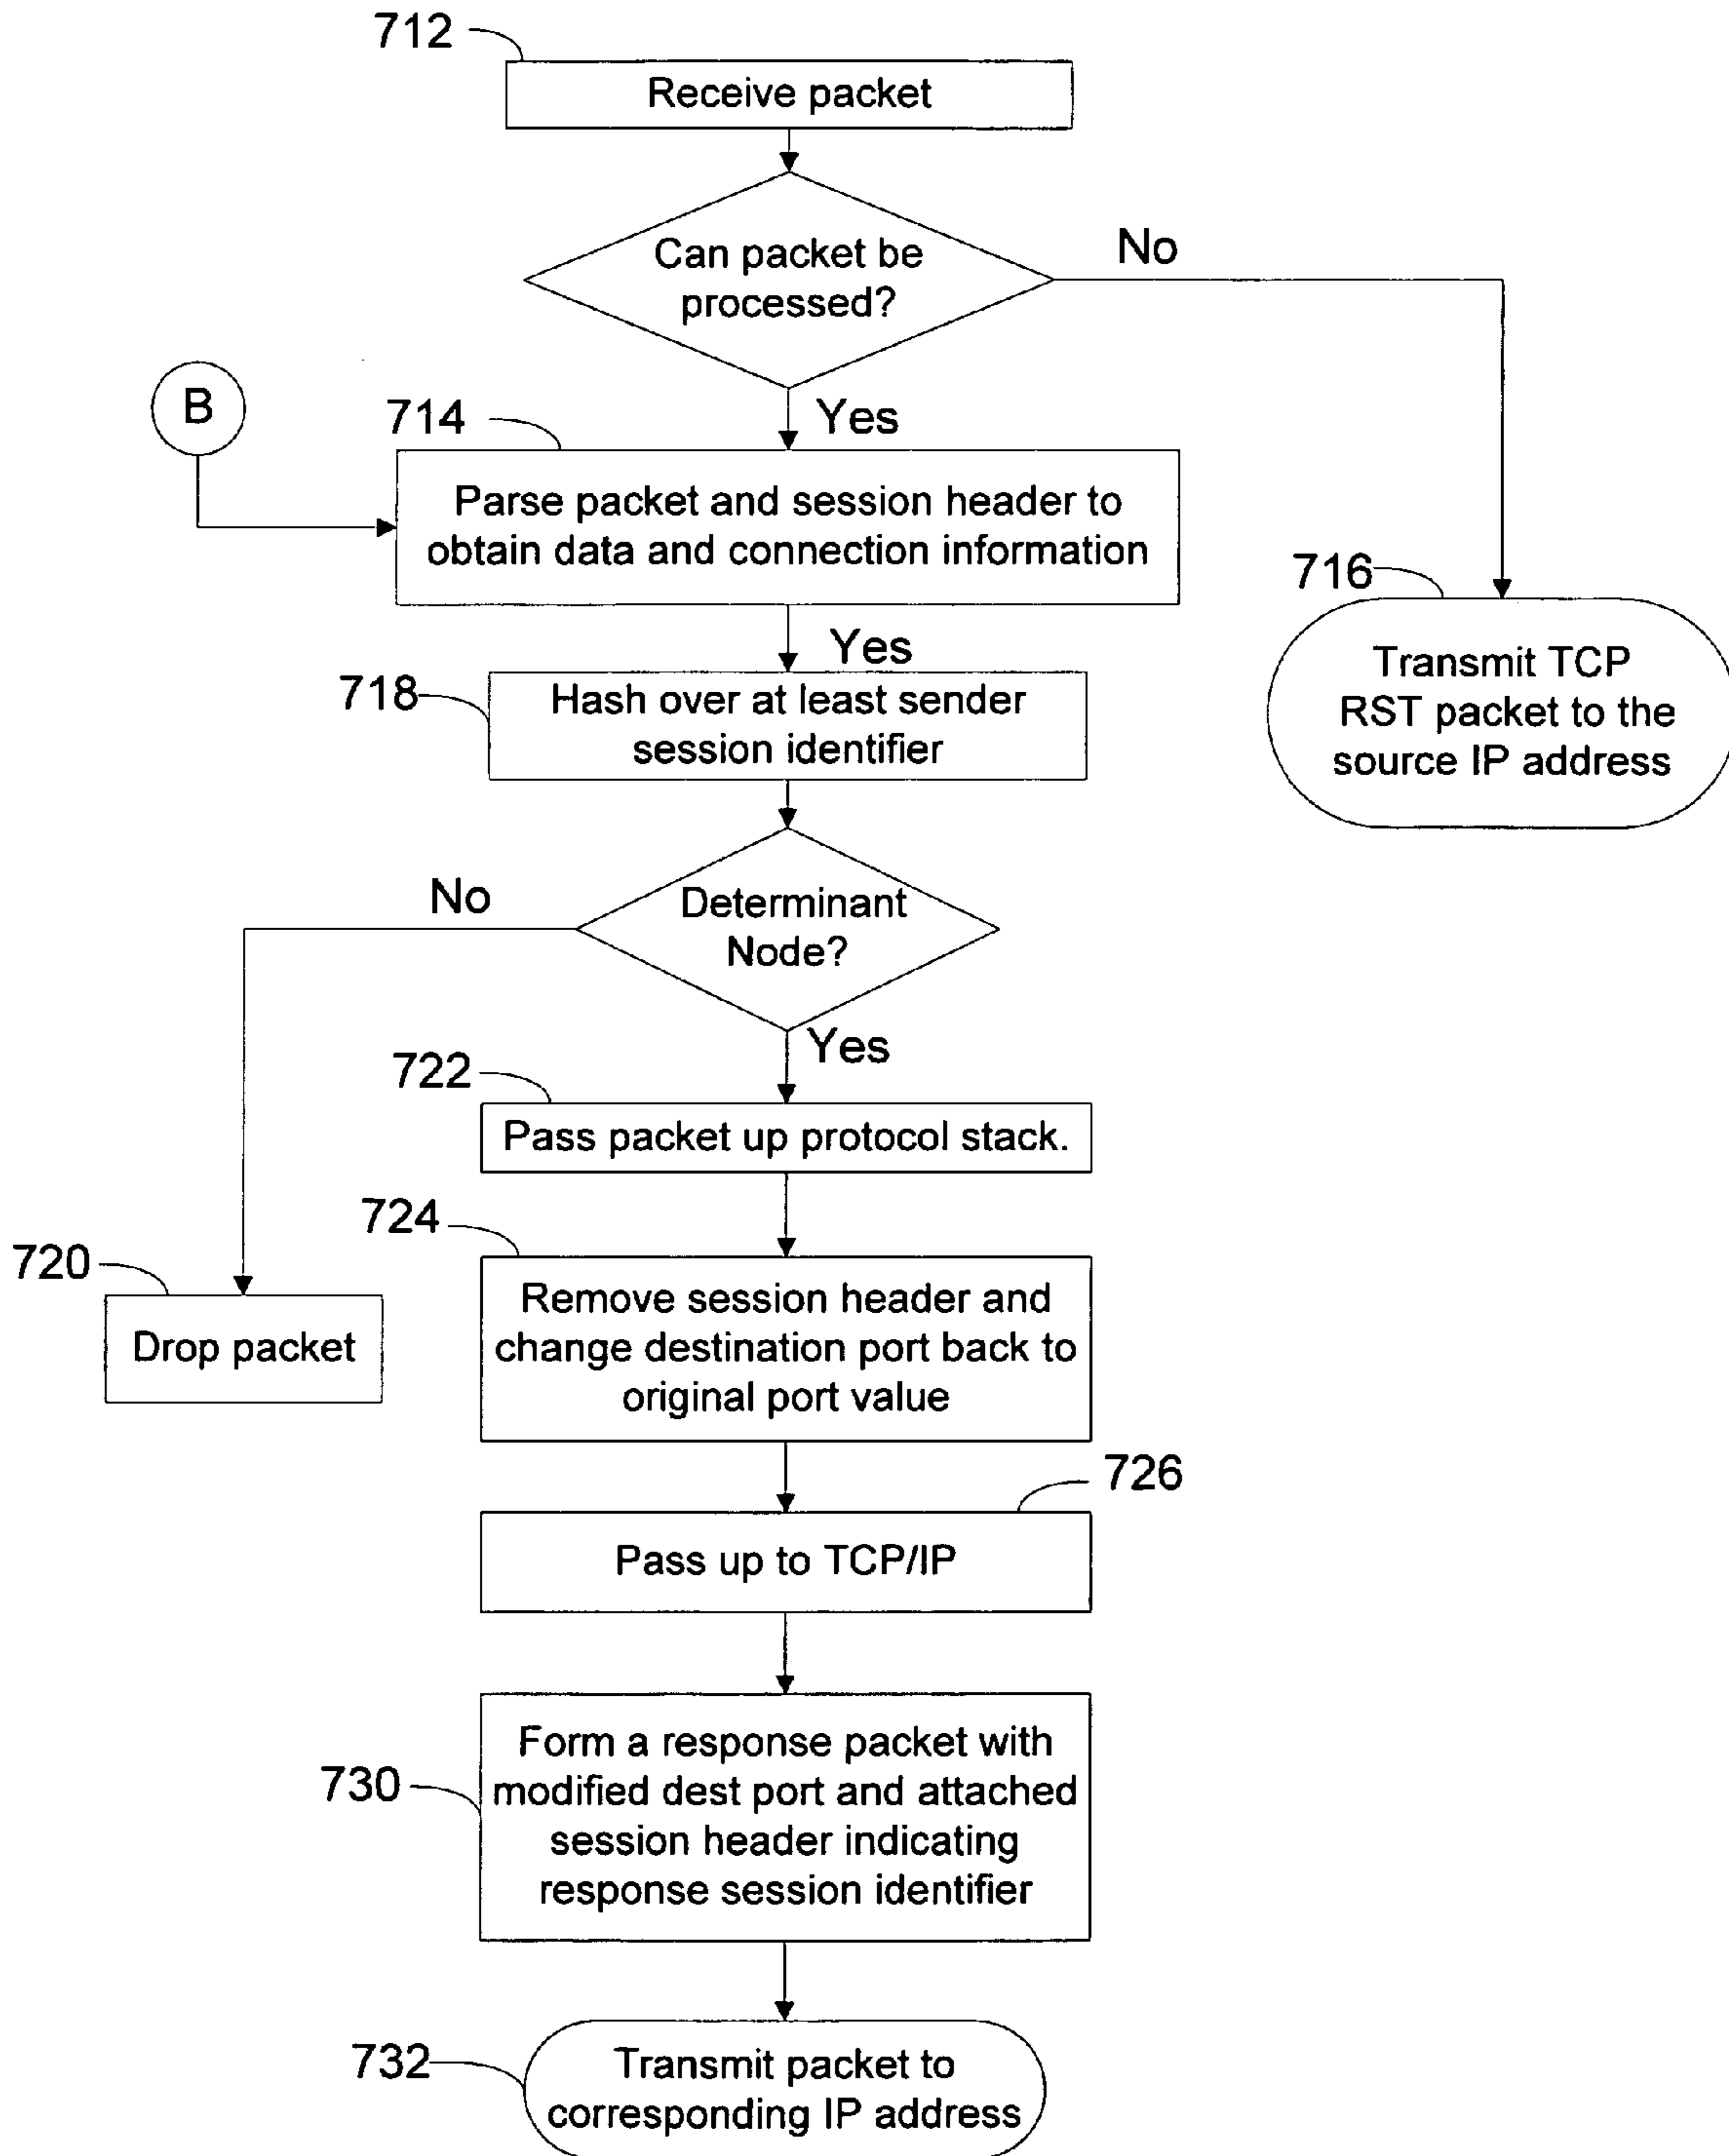 712
Receive packet
Can packet be
processed?
No
B
714
Yes
Parse packet and session header to
obtain data and connection information
716
Transmit TCP
RST packet to the
source IP address
Yes
718
Hash over at least sender
session identifier
No
Determinant
Node?
Yes
722
Pass packet up protocol stack.
724
720
Drop packet
Remove session header and
change destination port back to
original port value
726
Pass up to TCP/IP
730
Form a response packet with
modified dest port and attached
session header indicating
response session identifier
732
Transmit packet to
corresponding IP address